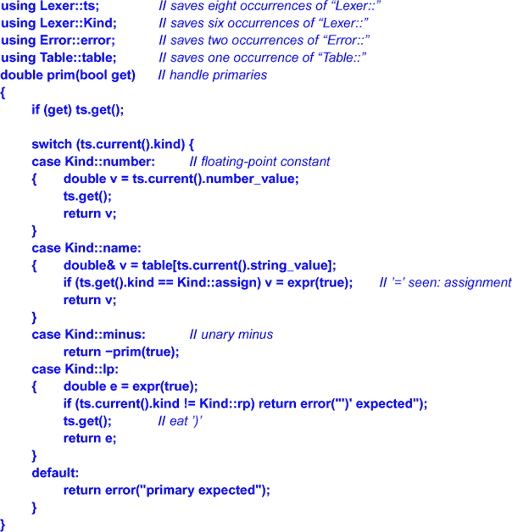 using Lexer::ts; // saves eight occurrences of “Lexer::”
using Lexer::Kind; // saves six occurrences of “Lexer::”
using Error::error; // saves two occurrences of “Error::”
using Table::table; // saves one occurrence of “Table::”
double prim(bool get) // handle primaries
{
if (get) ts.get();
switch (ts.current().kind) {
case Kind::number: // floating-point constant
{ double v = ts.current().number_value;
ts.get();
return v;
}
case Kind::name:
{ double& v = table[ts.current().string_value];
if (ts.get().kind == Kind::assign) v = expr(true); // '=' seen: assignment
return v;
}
case Kind::minus: // unary minus
return −prim(true);
case Kind::lp:
{ double e = expr(true);
if (ts.current().kind != Kind::rp) return error("')' expected");
ts.get(); // eat ')'
return e;
}
default:
return error("primary expected");
}
}